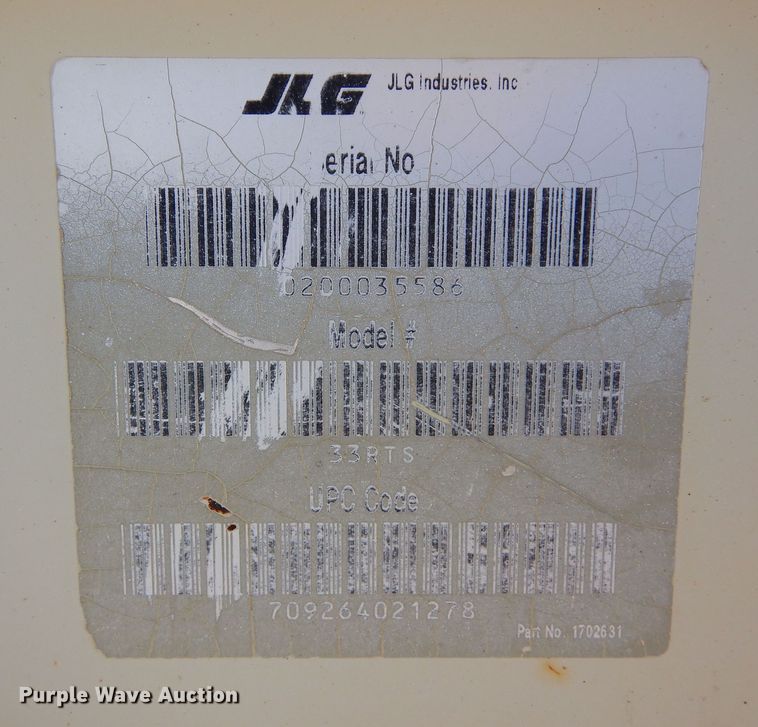 JLG JLG Industries, Inc
erial No
0200035586
Model #
33RTS
UPC Code
709264021278
Part No. 1702631
Purple Wave Auction